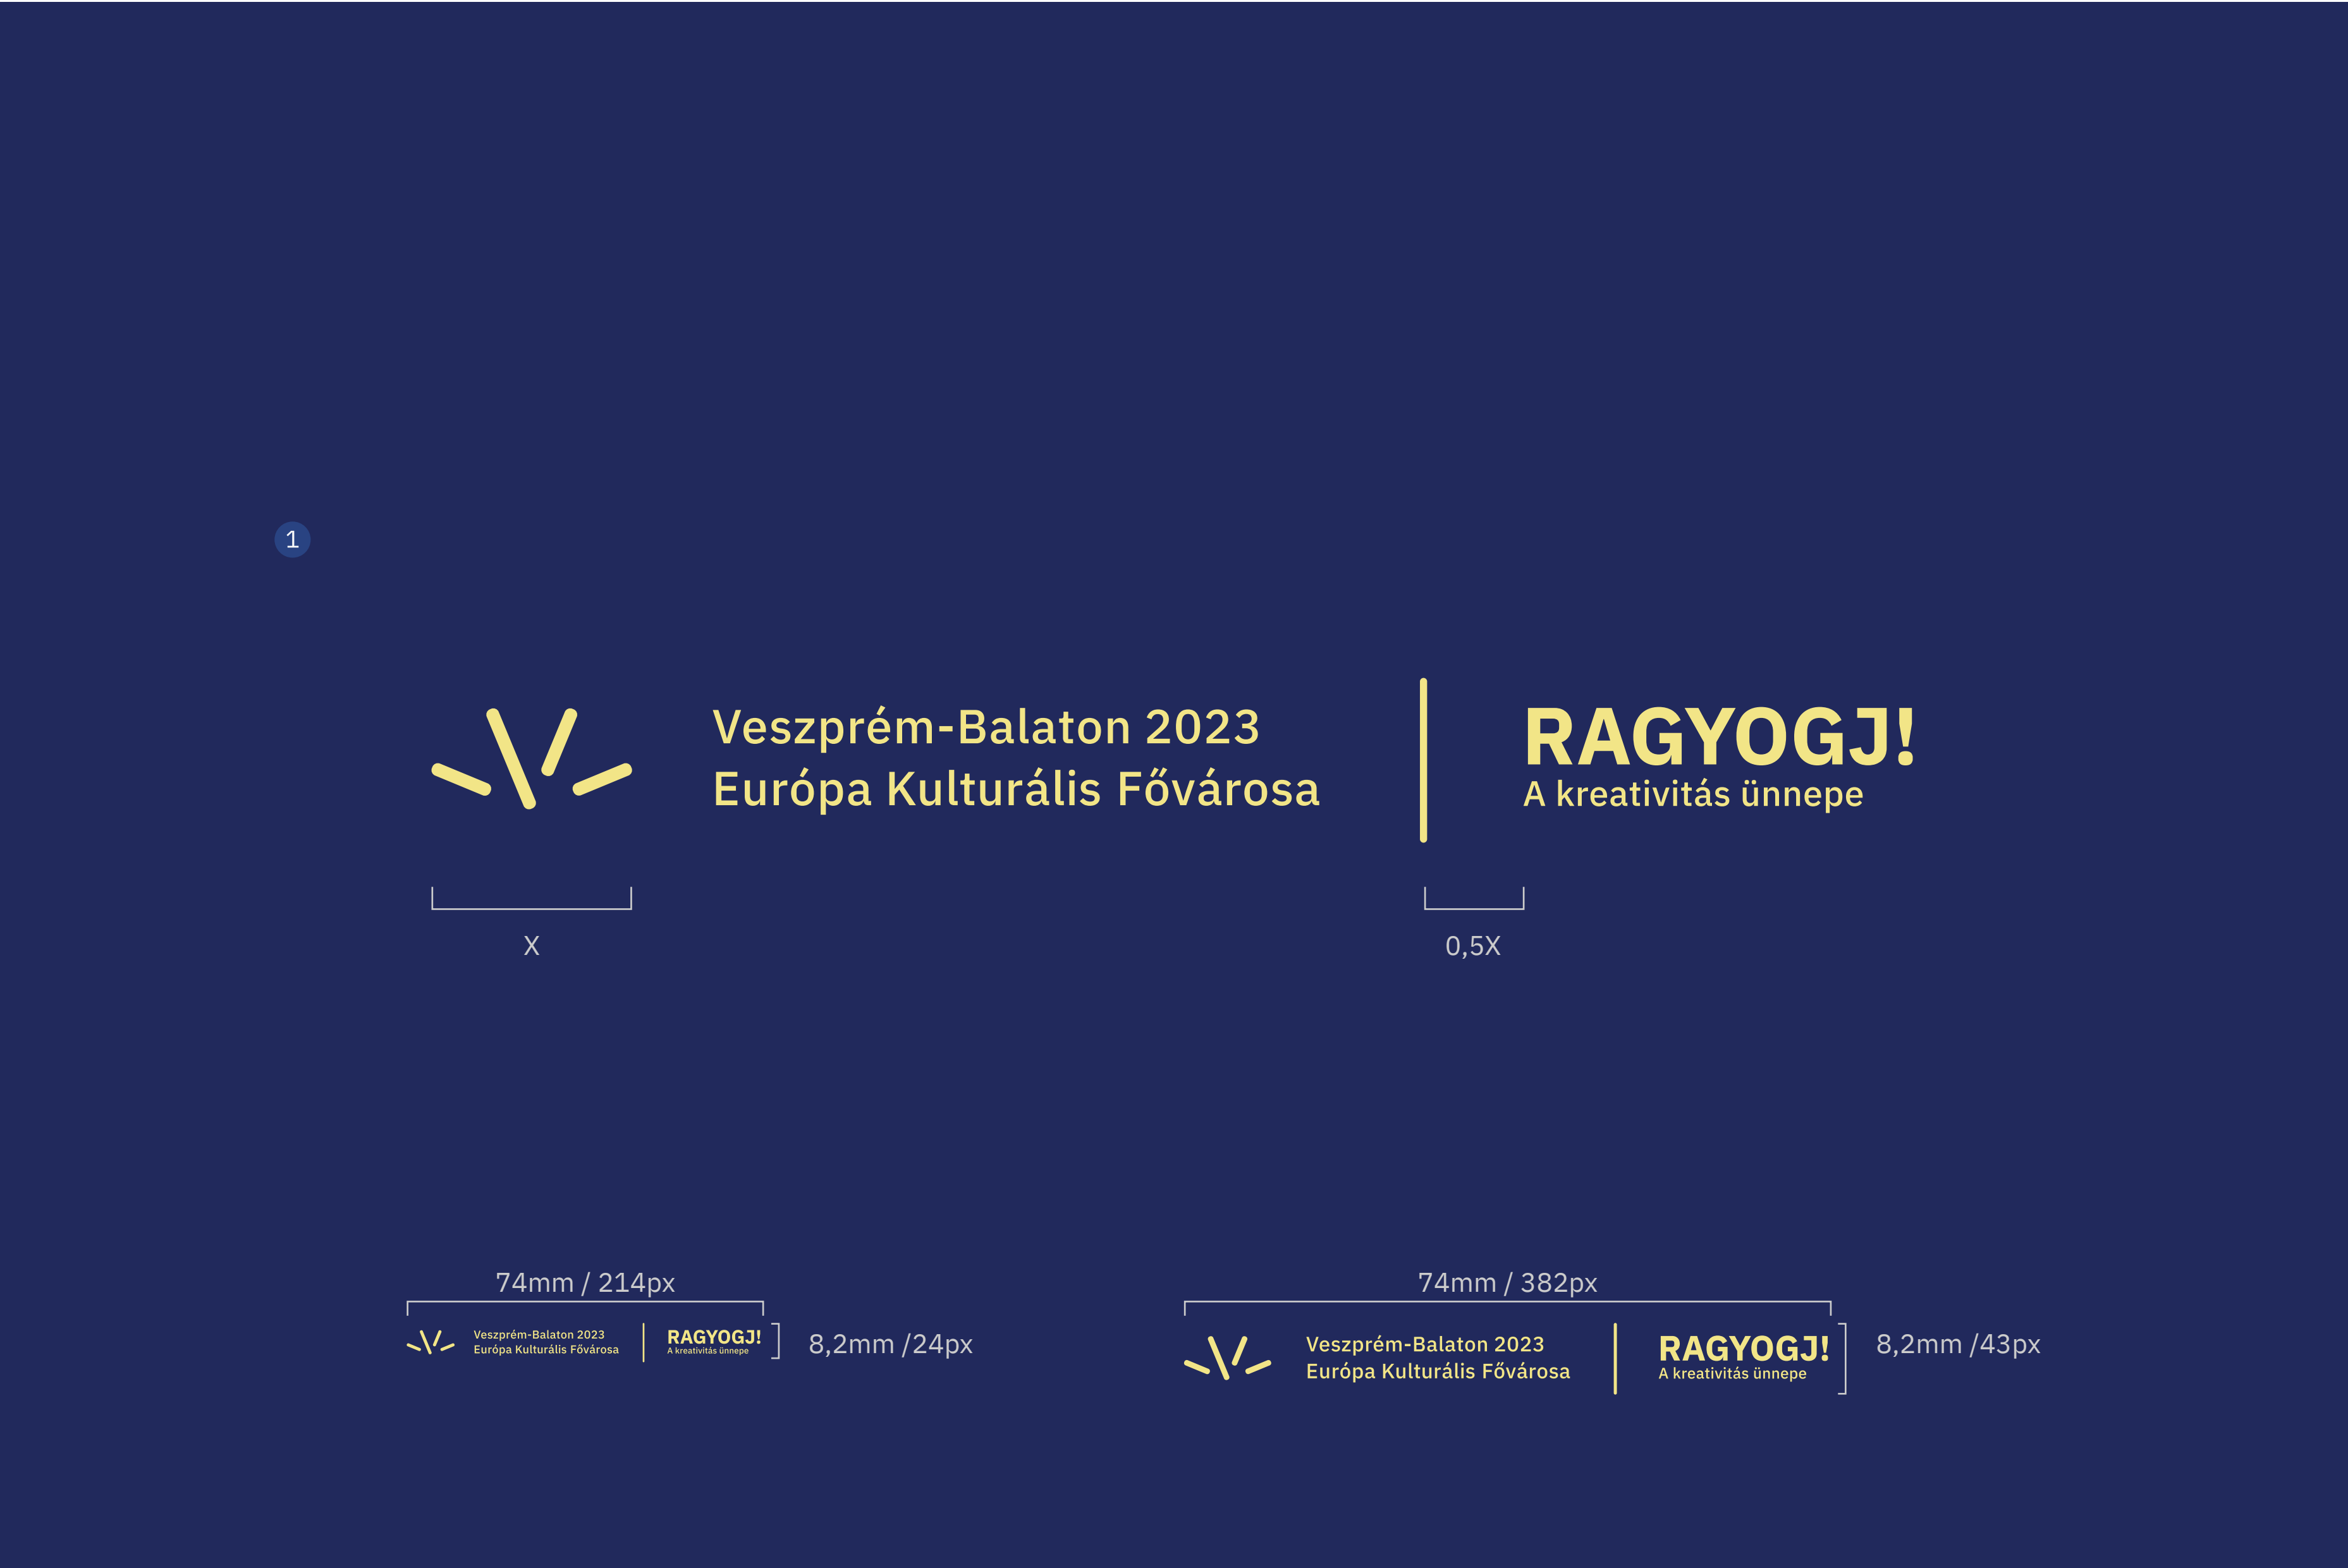 1
Veszprém-Balaton 2023
Európa Kulturális Fővárosa
RAGYOGJ!
A kreativitás ünnepe
X
0,5X
74mm / 214px
Veszprém-Balaton 2023
Európa Kulturális Fővárosa
RAGYOGJ!
A kreativitás ünnepe
8,2mm /24px
74mm / 382px
Veszprém-Balaton 2023
Európa Kulturális Fővárosa
RAGYOGJ!
A kreativitás ünnepe
8,2mm /43px